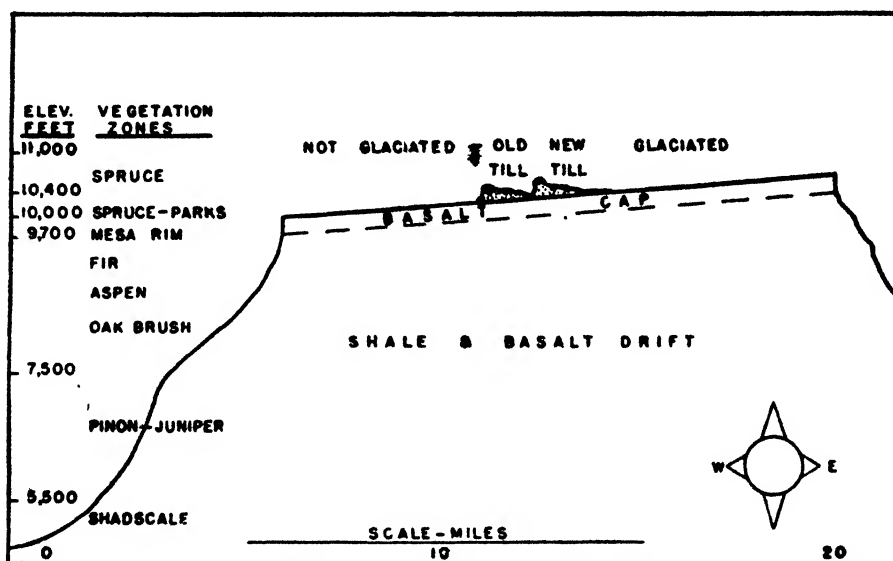 ELEV. VEGETATION
FEET ZONES
11,000
SPRUCE
10,400
10,000 SPRUCE-PARKS
9,700 MESA RIM
FIR
ASPEN
OAK BRUSH
7,500
PINON-JUNIPER
5,500
SHADSCALE
NOT GLACIATED OLD NEW GLACIATED
TILL TILL
BASALT CAP
SHALE & BASALT DRIFT
W E
SCALE-MILES
0 10 20